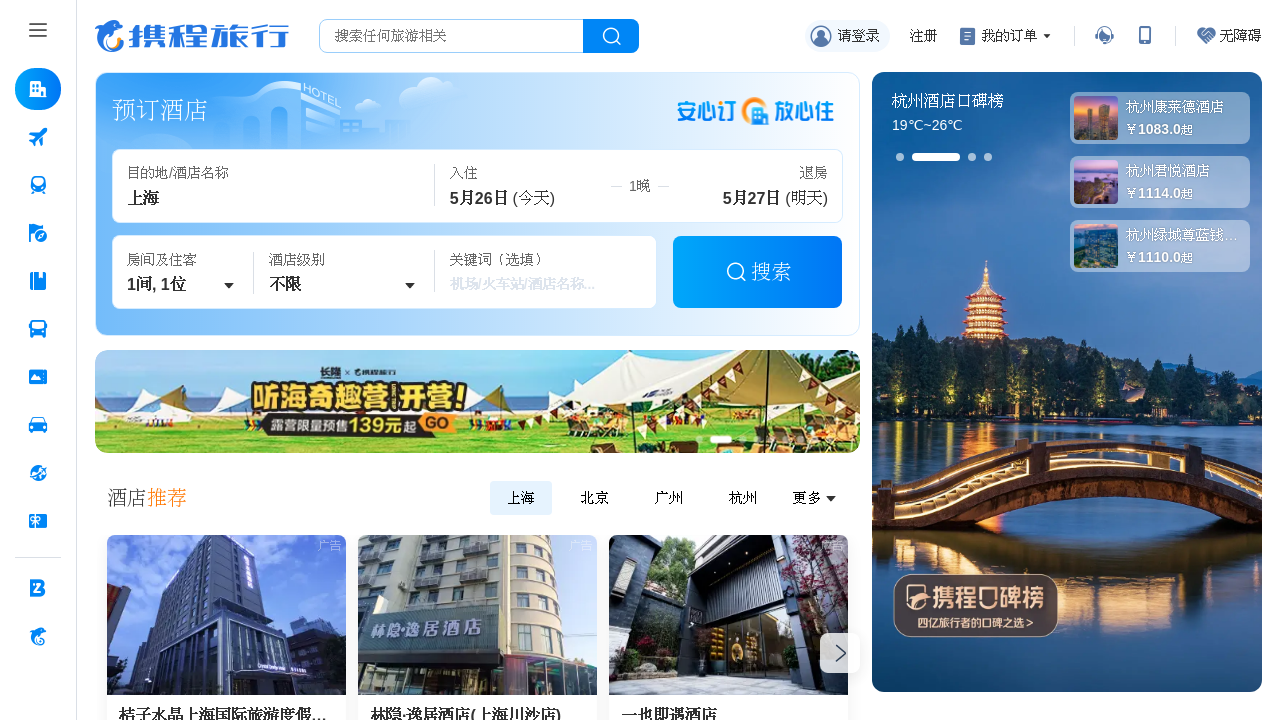 携程旅行
搜索任何旅游相关
请登录
注册
我的订单
无障碍
预订酒店
HOTEL
安心订
放心住
目的地/酒店名称
上海
入住
5月26日 (今天)
1晚
退房
5月27日 (明天)
房间及住客
1间, 1位
酒店级别
不限
关键词（选填）
机场/火车站/酒店名称...
搜索
长隆 × 携程旅行
听海奇趣营 开营!
露营限量预售139元起
GO
酒店推荐
上海
北京
广州
杭州
更多
广告
广告
广告
林隐·逸居酒店
桔子水晶上海国际旅游度假...
林隐·逸居酒店(上海川沙店)
一也即遇酒店
杭州酒店口碑榜
19℃~26℃
杭州康莱德酒店
¥1083.0起
杭州君悦酒店
¥1114.0起
杭州绿城尊蓝钱...
¥1110.0起
携程口碑榜
四亿旅行者的口碑之选 >